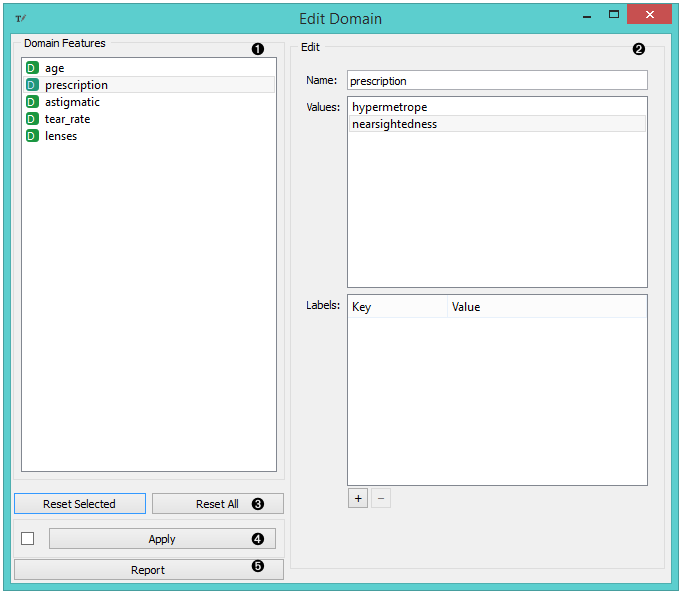 Edit Domain
Domain Features
❶
D age
D prescription
D astigmatic
D tear_rate
D lenses
Edit
❷
Name: prescription
Values: hypermetrope
nearsightedness
Labels: Key Value
+ −
Reset Selected
Reset All ❸
Apply ❹
Report ❺